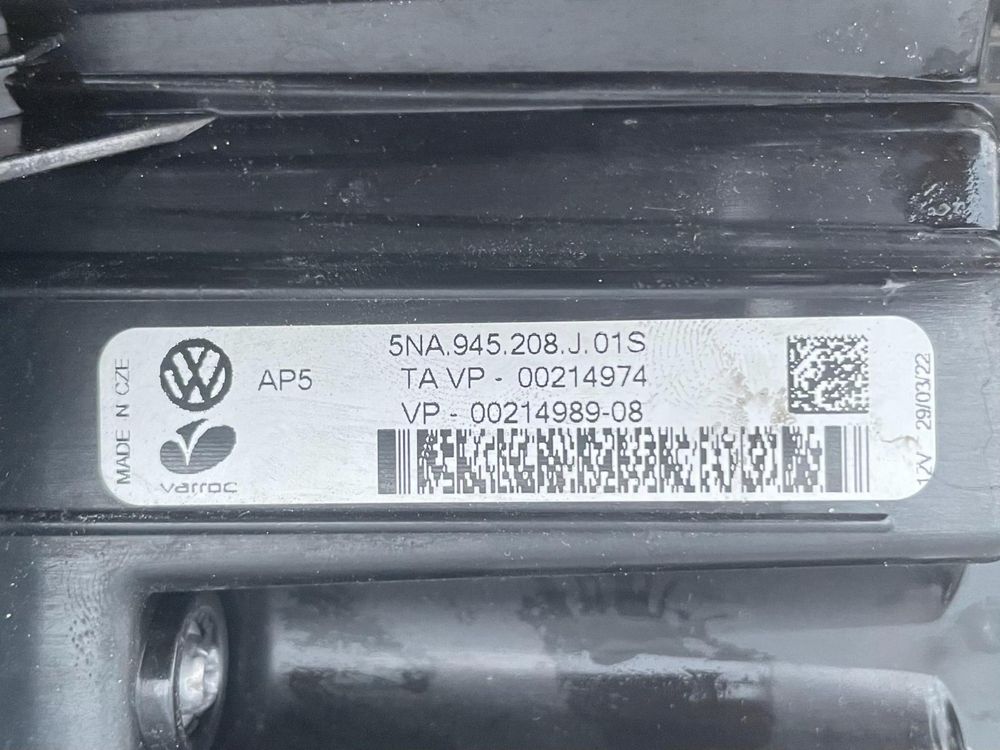 5NA.945.208.J.01S
TA VP - 00214974
VP - 00214989-08
AP5
MADE N CZE
varroc
12V 29/03/22